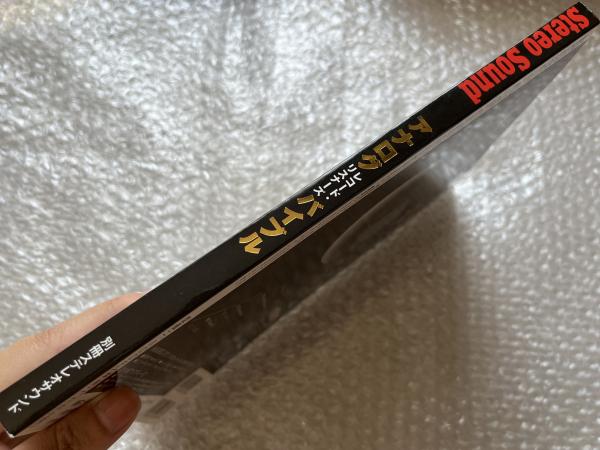 Stereo Sound
アナログ
レコード・
リスナーズ
バイブル
別冊ステレオサウンド